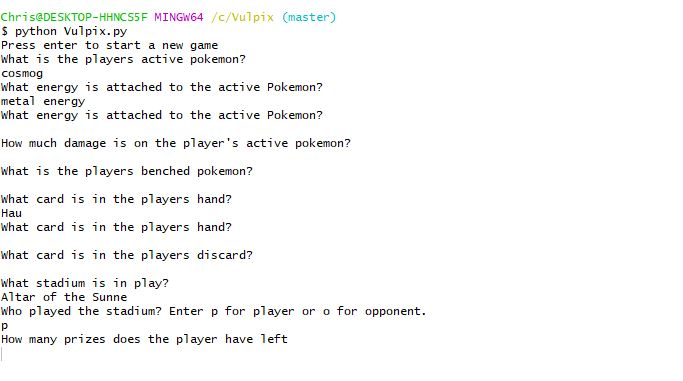 Chris@DESKTOP-HHNCS5F MINGW64 /c/Vulpix (master)
$ python Vulpix.py
Press enter to start a new game
What is the players active pokemon?
cosmog
What energy is attached to the active Pokemon?
metal energy
What energy is attached to the active Pokemon?
How much damage is on the player's active pokemon?
What is the players benched pokemon?
What card is in the players hand?
Hau
What card is in the players hand?
What card is in the players discard?
What stadium is in play?
Altar of the Sunne
Who played the stadium? Enter p for player or o for opponent.
p
How many prizes does the player have left